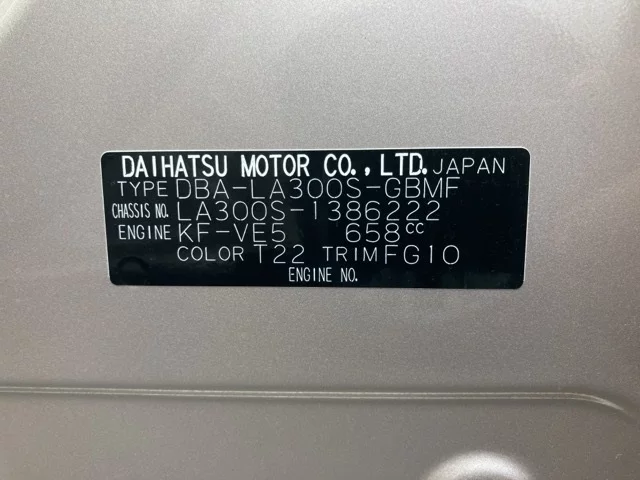 DAIHATSU MOTOR CO.,LTD. JAPAN
TYPE DBA-LA300S-GBMF
CHASSIS NO. LA300S-1386222
ENGINE KF-VE5 658cc
COLOR T22 TRIM FG10
ENGINE NO.